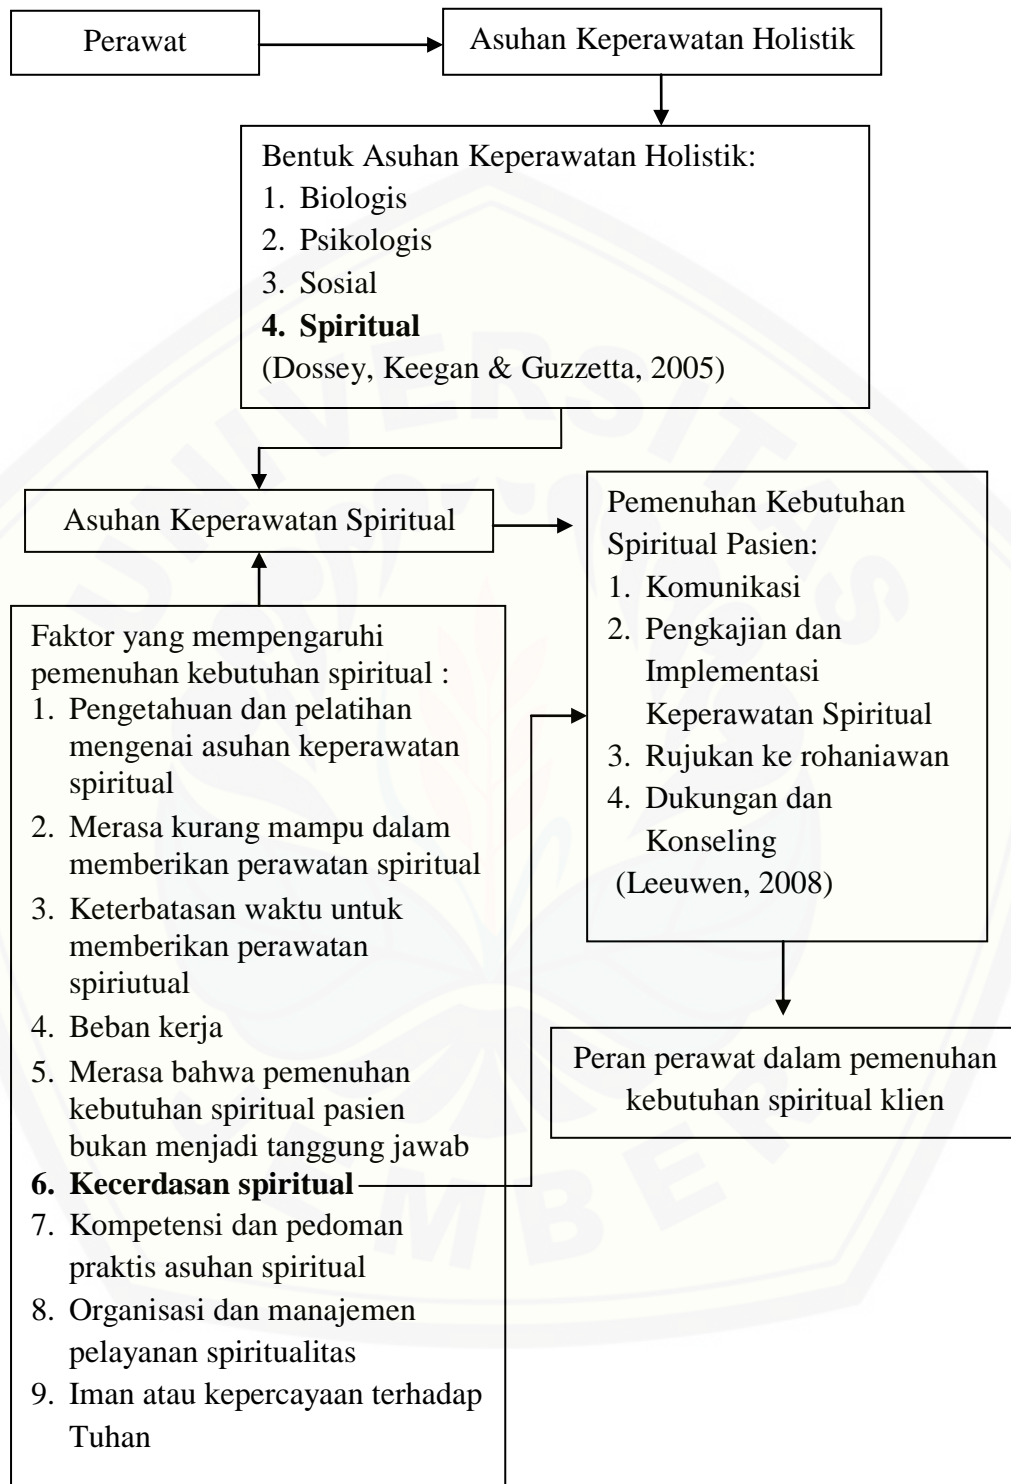 Perawat
Asuhan Keperawatan Holistik
Bentuk Asuhan Keperawatan Holistik:
1. Biologis
2. Psikologis
3. Sosial
4. Spiritual
(Dossey, Keegan & Guzzetta, 2005)
Asuhan Keperawatan Spiritual
Pemenuhan Kebutuhan
Spiritual Pasien:
1. Komunikasi
2. Pengkajian dan
Implementasi
Keperawatan Spiritual
3. Rujukan ke rohaniawan
4. Dukungan dan
Konseling
(Leeuwen, 2008)
Faktor yang mempengaruhi
pemenuhan kebutuhan spiritual :
1. Pengetahuan dan pelatihan
mengenai asuhan keperawatan
spiritual
2. Merasa kurang mampu dalam
memberikan perawatan spiritual
3. Keterbatasan waktu untuk
memberikan perawatan
spiriutual
4. Beban kerja
5. Merasa bahwa pemenuhan
kebutuhan spiritual pasien
bukan menjadi tanggung jawab
6. Kecerdasan spiritual
7. Kompetensi dan pedoman
praktis asuhan spiritual
8. Organisasi dan manajemen
pelayanan spiritualitas
9. Iman atau kepercayaan terhadap
Tuhan
Peran perawat dalam pemenuhan
kebutuhan spiritual klien
UNIVERSITAS
JEMBER